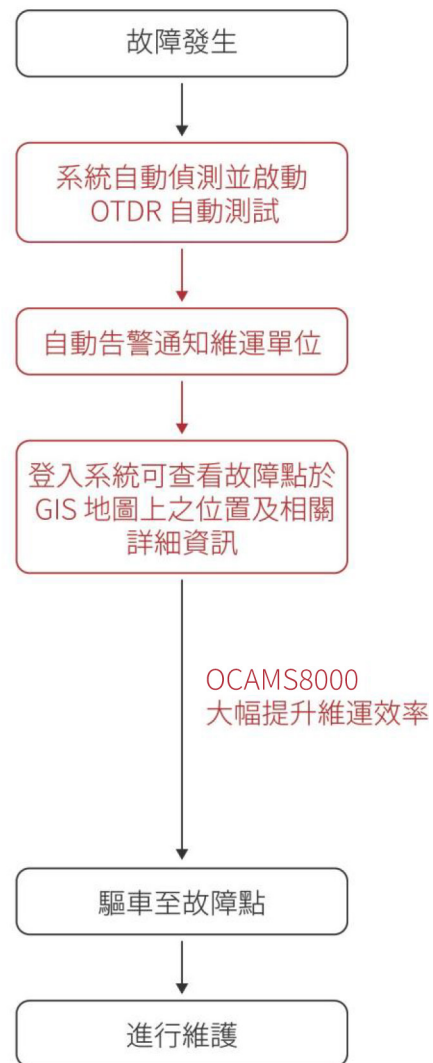 故障發生
系統自動偵測並啟動
OTDR 自動測試
自動告警通知維運單位
登入系統可查看故障點於
GIS 地圖上之位置及相關
詳細資訊
OCAMS8000
大幅提升維運效率
驅車至故障點
進行維護